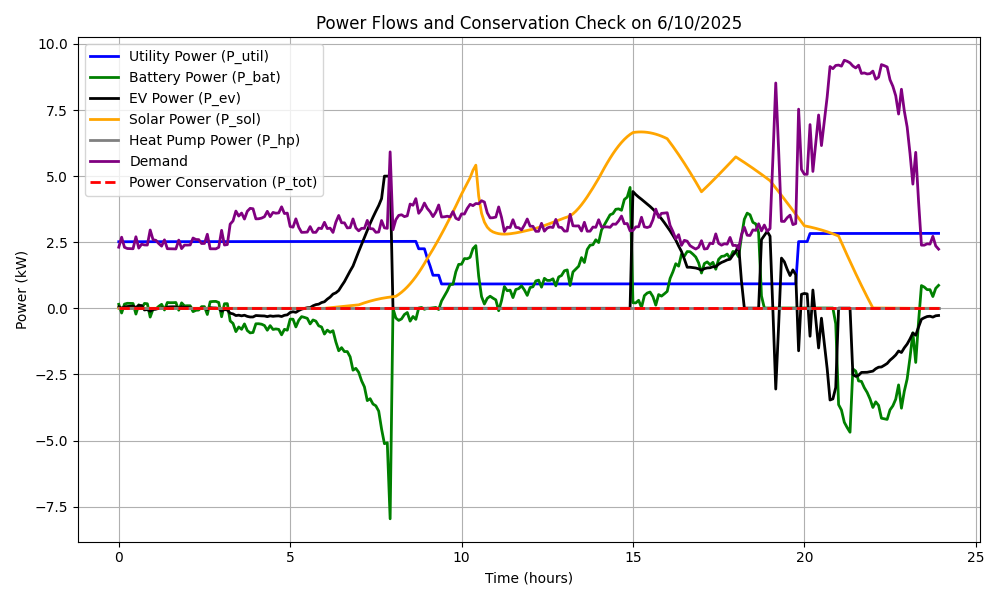 Power Flows and Conservation Check on 6/10/2025
10.0
7.5
5.0
2.5
0.0
−2.5
−5.0
−7.5
Power (kW)
Utility Power (P_util)
Battery Power (P_bat)
EV Power (P_ev)
Solar Power (P_sol)
Heat Pump Power (P_hp)
Demand
Power Conservation (P_tot)
0 5 10 15 20 25
Time (hours)